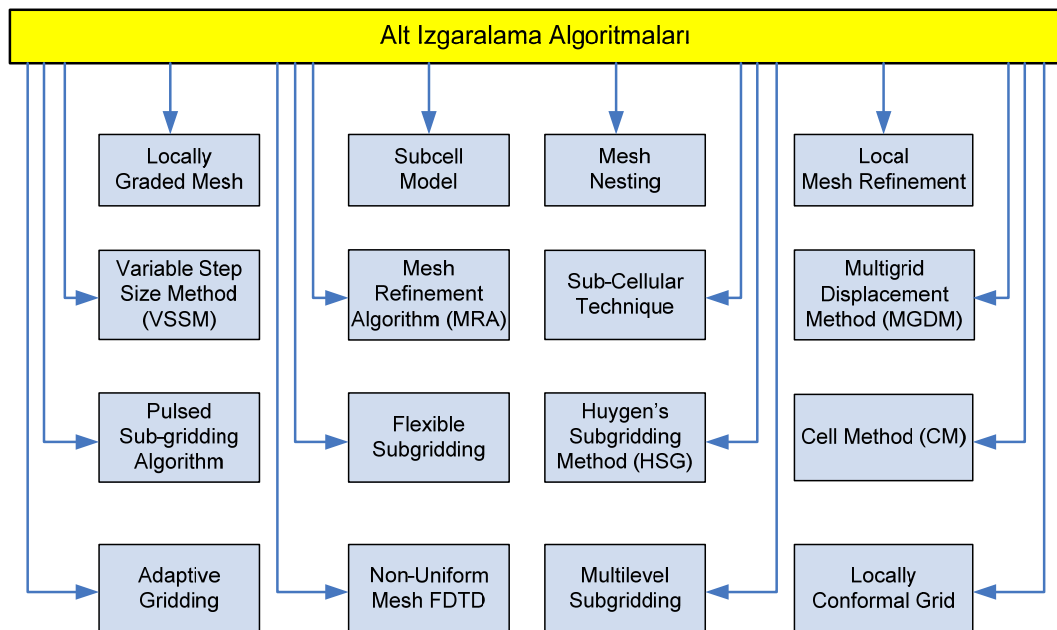 Alt Izgaralama Algoritmaları
Locally
Graded Mesh
Subcell
Model
Mesh
Nesting
Local
Mesh Refinement
Variable Step
Size Method
(VSSM)
Mesh
Refinement
Algorithm (MRA)
Sub-Cellular
Technique
Multigrid
Displacement
Method (MGDM)
Pulsed
Sub-gridding
Algorithm
Flexible
Subgridding
Huygen's
Subgridding
Method (HSG)
Cell Method (CM)
Adaptive
Gridding
Non-Uniform
Mesh FDTD
Multilevel
Subgridding
Locally
Conformal Grid